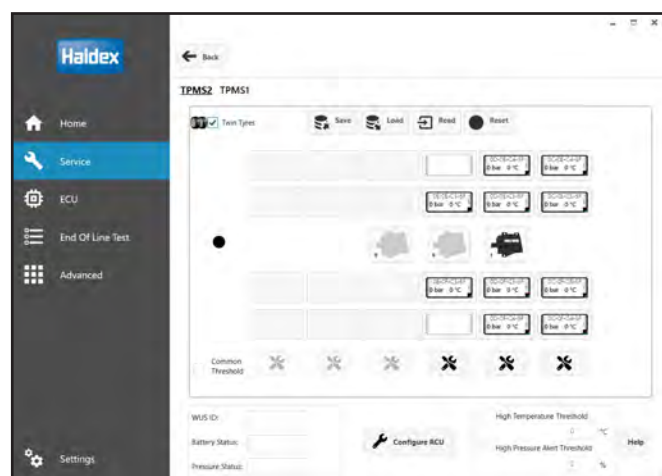 Haldex
Back
TPMS2 TPMS1
Home
Twin Tyres
Save
Load
Read
Reset
Service
0 bar 0 °C
0 bar 0 °C
ECU
0 bar 0 °C
0 bar 0 °C
0 bar 0 °C
End Of Line Test
Advanced
0 bar 0 °C
0 bar 0 °C
0 bar 0 °C
0 bar 0 °C
0 bar 0 °C
Common
Threshold
WUS ID:
High Temperature Threshold
0 °C
Battery Status:
Configure RCU
Help
High Pressure Alert Threshold
Settings
Pressure Status:
0 %